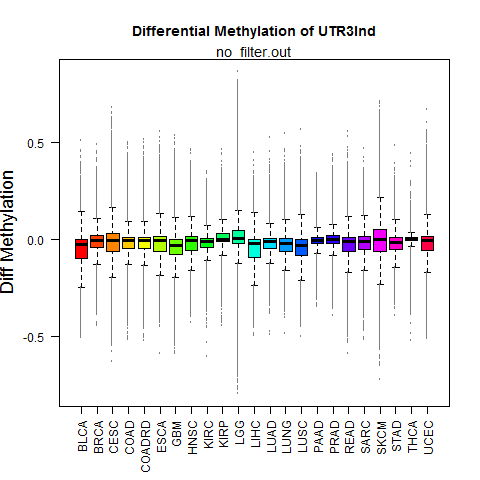 Differential Methylation of UTR3Ind
no_filter.out
Diff Methylation
0.5
0.0
-0.5
BLCA
BRCA
CESC
COAD
COADRD
ESCA
GBM
HNSC
KIRC
KIRP
LGG
LIHC
LUAD
LUNG
LUSC
PAAD
PRAD
READ
SARC
SKCM
STAD
THCA
UCEC